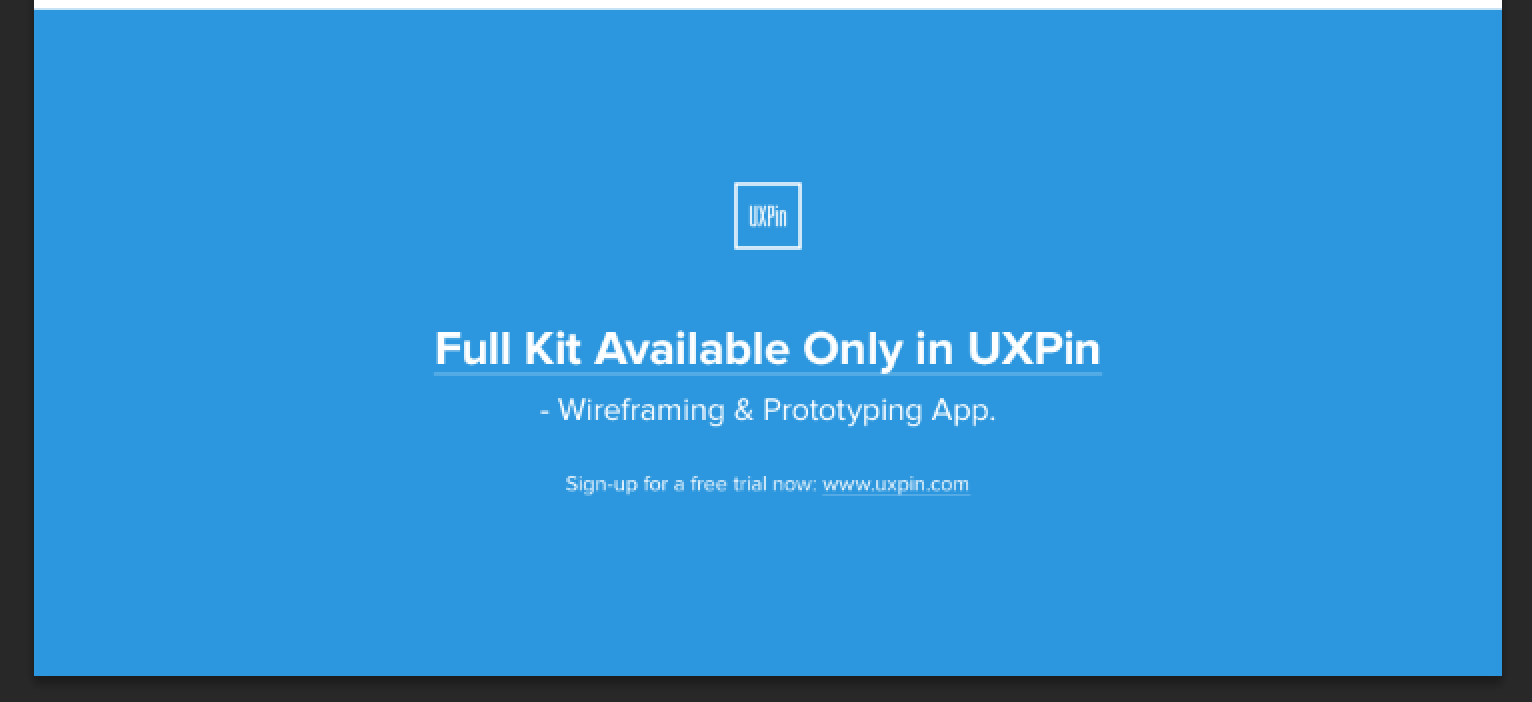 UXPin
Full Kit Available Only in UXPin
- Wireframing & Prototyping App.
Sign-up for a free trial now: www.uxpin.com